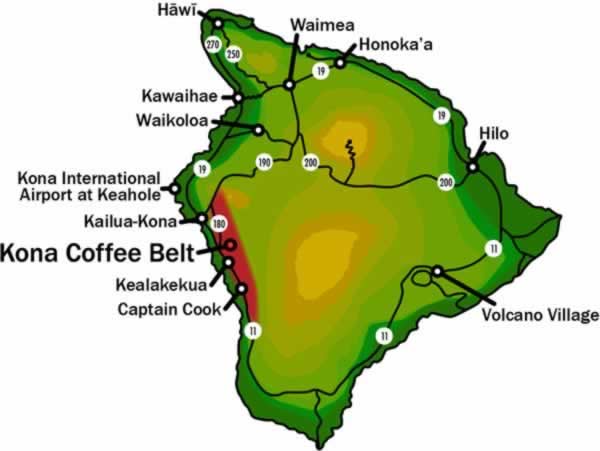 Hāwī
Waimea
Honoka'a
270
250
19
Kawaihae
19
Waikoloa
Hilo
19
190
200
Kona International
Airport at Keahole
200
Kailua-Kona
180
Kona Coffee Belt
11
Kealakekua
Captain Cook
Volcano Village
11
11